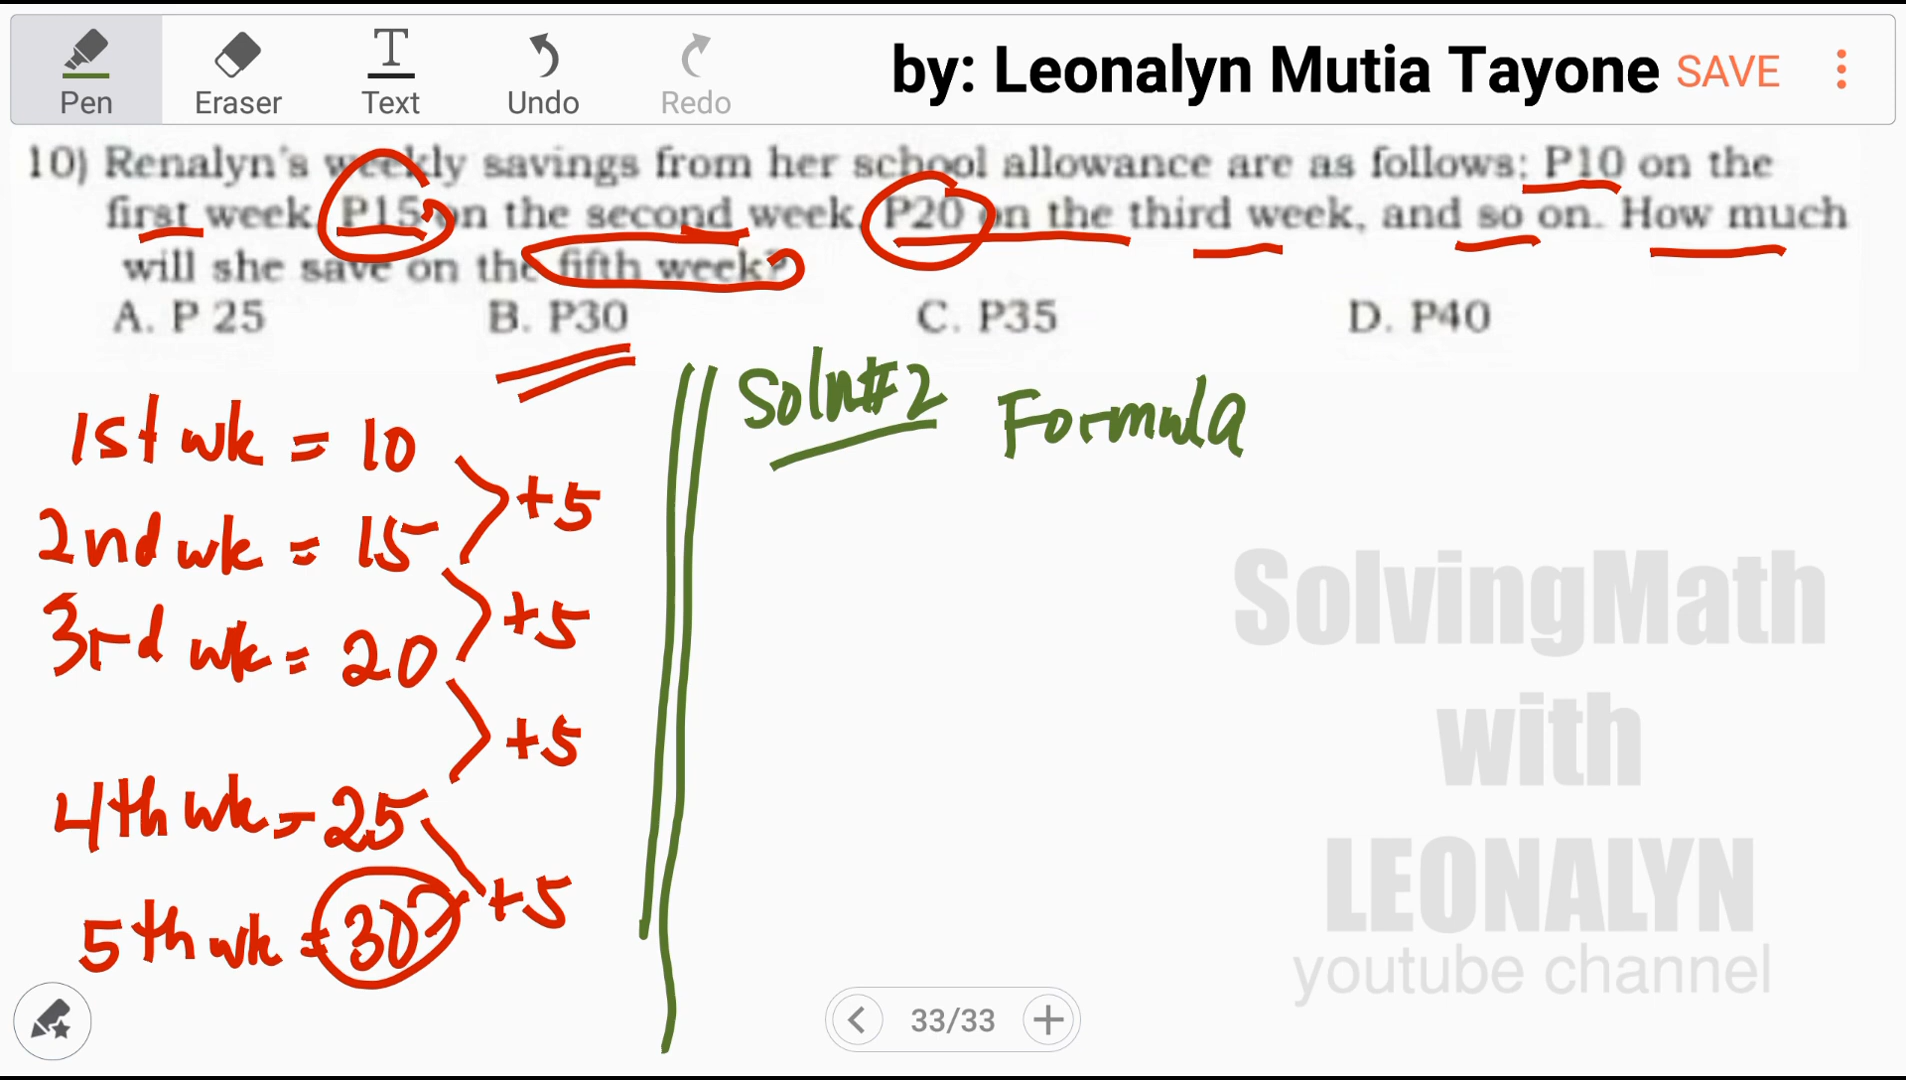 Pen
Eraser
Text
Undo
Redo
by: Leonalyn Mutia Tayone
SAVE
10) Renalyn's weekly savings from her school allowance are as follows: P10 on the
first week, P15 on the second week, P20 on the third week, and so on. How much
will she save on the fifth week?
A. P 25 B. P30 C. P35 D. P40
1st wk = 10
+5
2nd wk = 15
+5
3rd wk = 20
+5
4th wk = 25
+5
5th wk = 30
Soln#2 Formula
SolvingMath
with
LEONALYN
youtube channel
33/33